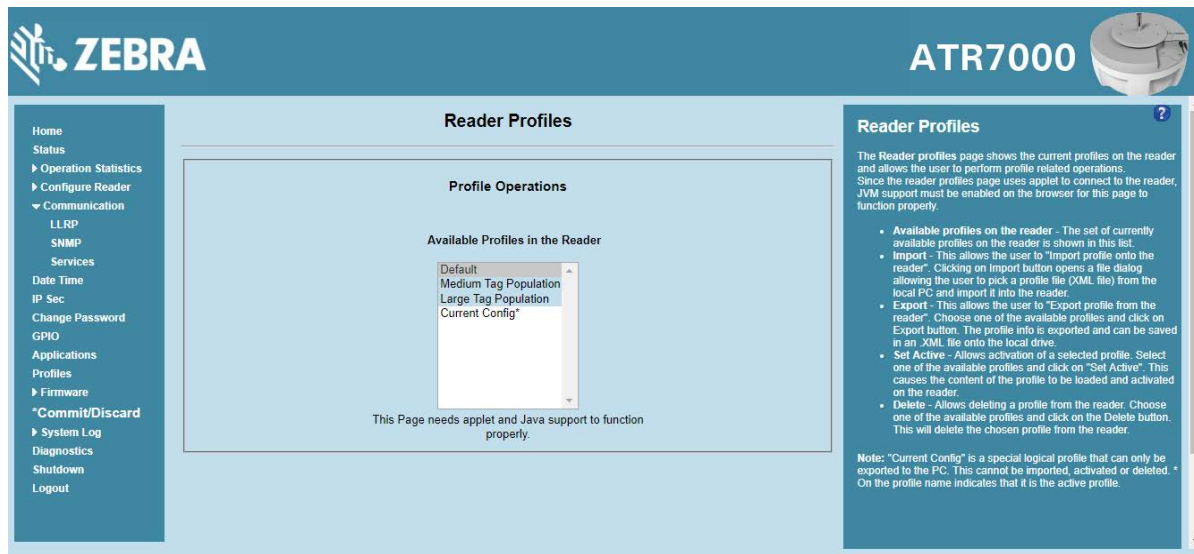 ZEBRA
ATR7000
Home
Status
Operation Statistics
Configure Reader
Communication
LLRP
SNMP
Services
Date Time
IP Sec
Change Password
GPIO
Applications
Profiles
Firmware
*Commit/Discard
System Log
Diagnostics
Shutdown
Logout
Reader Profiles
Profile Operations
Available Profiles in the Reader
Default
Medium Tag Population
Large Tag Population
Current Config*
This Page needs applet and Java support to function
properly.
?
Reader Profiles
The Reader profiles page shows the current profiles on the reader
and allows the user to perform profile related operations.
Since the reader profiles page uses applet to connect to the reader,
JVM support must be enabled on the browser for this page to
function properly.
• Available profiles on the reader - The set of currently
available profiles on the reader is shown in this list.
• Import - This allows the user to "Import profile onto the
reader". Clicking on Import button opens a file dialog
allowing the user to pick a profile file (XML file) from the
local PC and import it into the reader.
• Export - This allows the user to "Export profile from the
reader". Choose one of the available profiles and click on
Export button. The profile info is exported and can be saved
in an .XML file onto the local drive.
• Set Active - Allows activation of a selected profile. Select
one of the available profiles and click on "Set Active". This
causes the content of the profile to be loaded and activated
on the reader.
• Delete - Allows deleting a profile from the reader. Choose
one of the available profiles and click on the Delete button.
This will delete the chosen profile from the reader.
Note: "Current Config" is a special logical profile that can only be
exported to the PC. This cannot be imported, activated or deleted. *
On the profile name indicates that it is the active profile.